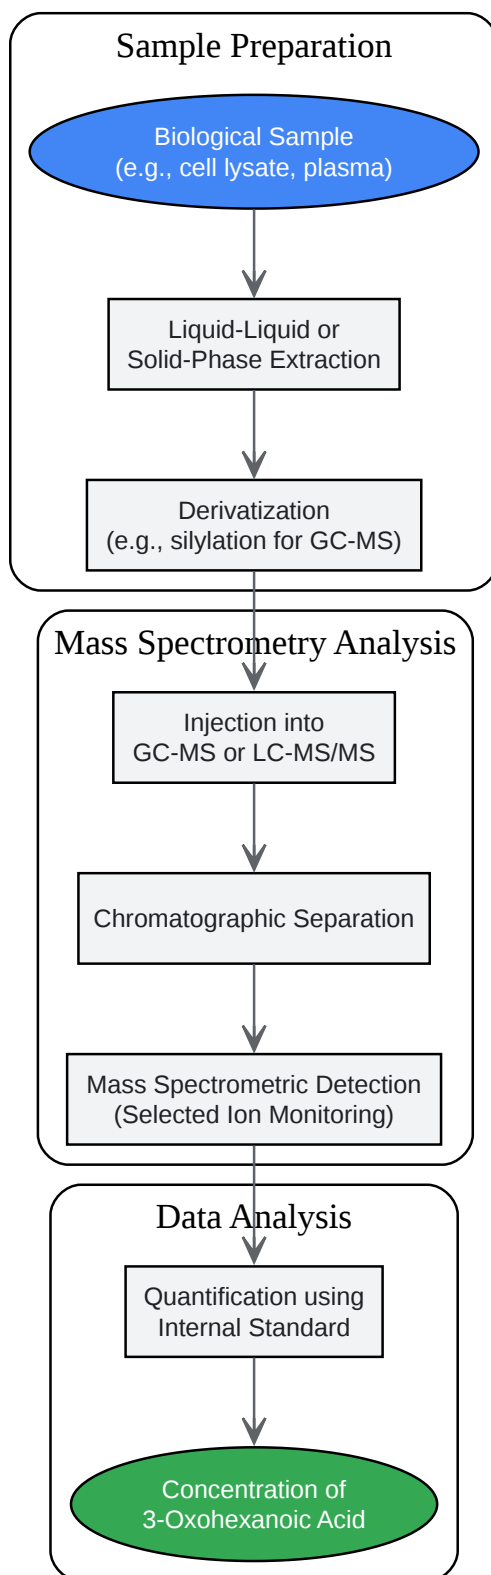 Sample Preparation
Biological Sample
(e.g., cell lysate, plasma)
Liquid-Liquid or
Solid-Phase Extraction
Derivatization
(e.g., silylation for GC-MS)
Mass Spectrometry Analysis
Injection into
GC-MS or LC-MS/MS
Chromatographic Separation
Mass Spectrometric Detection
(Selected Ion Monitoring)
Data Analysis
Quantification using
Internal Standard
Concentration of
3-Oxohexanoic Acid